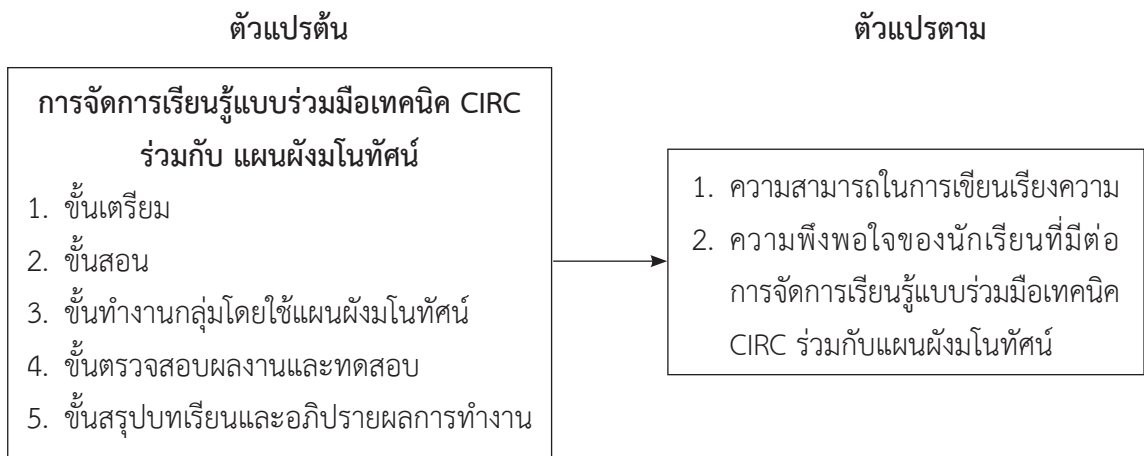 ตัวแปรต้น
การจัดการเรียนรู้แบบร่วมมือเทคนิค CIRC
ร่วมกับ แผนผังมโนทัศน์
1. ขั้นเตรียม
2. ขั้นสอน
3. ขั้นทำงานกลุ่มโดยใช้แผนผังมโนทัศน์
4. ขั้นตรวจสอบผลงานและทดสอบ
5. ขั้นสรุปบทเรียนและอภิปรายผลการทำงาน
ตัวแปรตาม
1. ความสามารถในการเขียนเรียงความ
2. ความพึงพอใจของนักเรียนที่มีต่อ
การจัดการเรียนรู้แบบร่วมมือเทคนิค
CIRC ร่วมกับแผนผังมโนทัศน์